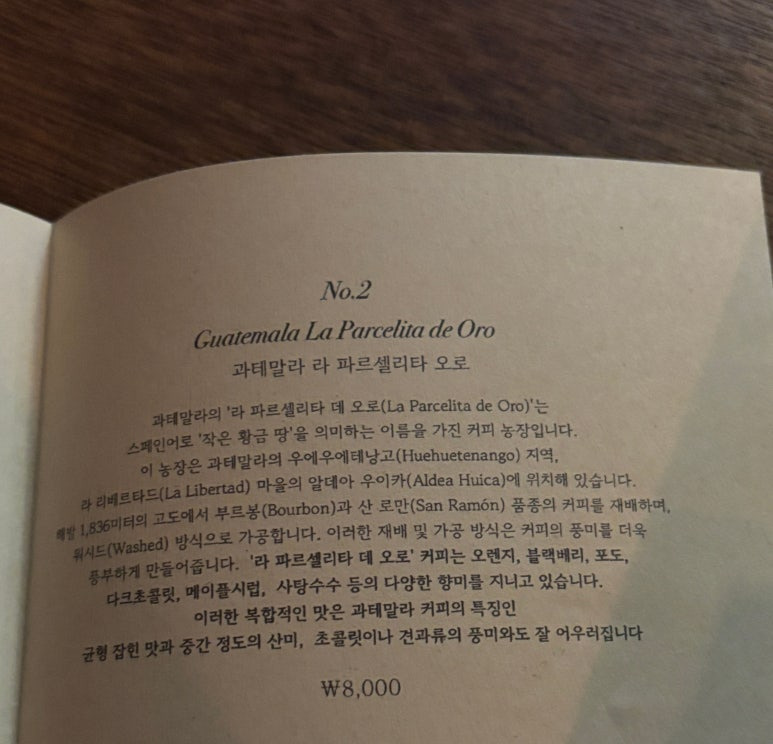 No.2
Guatemala La Parcelita de Oro
과테말라 라 파르셀리타 오로
과테말라의 '라 파르셀리타 데 오로(La Parcelita de Oro)'는
스페인어로 '작은 황금 땅'을 의미하는 이름을 가진 커피 농장입니다.
이 농장은 과테말라의 우에우에테낭고(Huehuetenango) 지역,
라 리베르타드(La Libertad) 마을의 알데아 우이카(Aldea Huica)에 위치해 있습니다.
해발 1,836미터의 고도에서 부르봉(Bourbon)과 산 로만(San Ramón) 품종의 커피를 재배하며,
워시드(Washed) 방식으로 가공합니다. 이러한 재배 및 가공 방식은 커피의 풍미를 더욱
풍부하게 만들어줍니다. '라 파르셀리타 데 오로' 커피는 오렌지, 블랙베리, 포도,
다크초콜릿, 메이플시럽, 사탕수수 등의 다양한 향미를 지니고 있습니다.
이러한 복합적인 맛은 과테말라 커피의 특징인
균형 잡힌 맛과 중간 정도의 산미, 초콜릿이나 견과류의 풍미와도 잘 어우러집니다
₩8,000